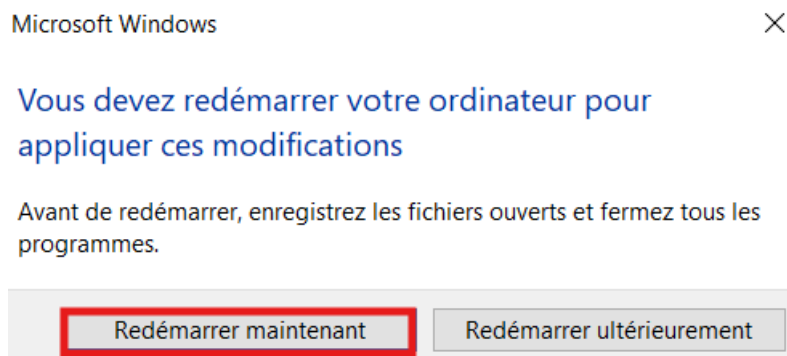 Microsoft Windows
Vous devez redémarrer votre ordinateur pour
appliquer ces modifications
Avant de redémarrer, enregistrez les fichiers ouverts et fermez tous les
programmes.
Redémarrer maintenant
Redémarrer ultérieurement